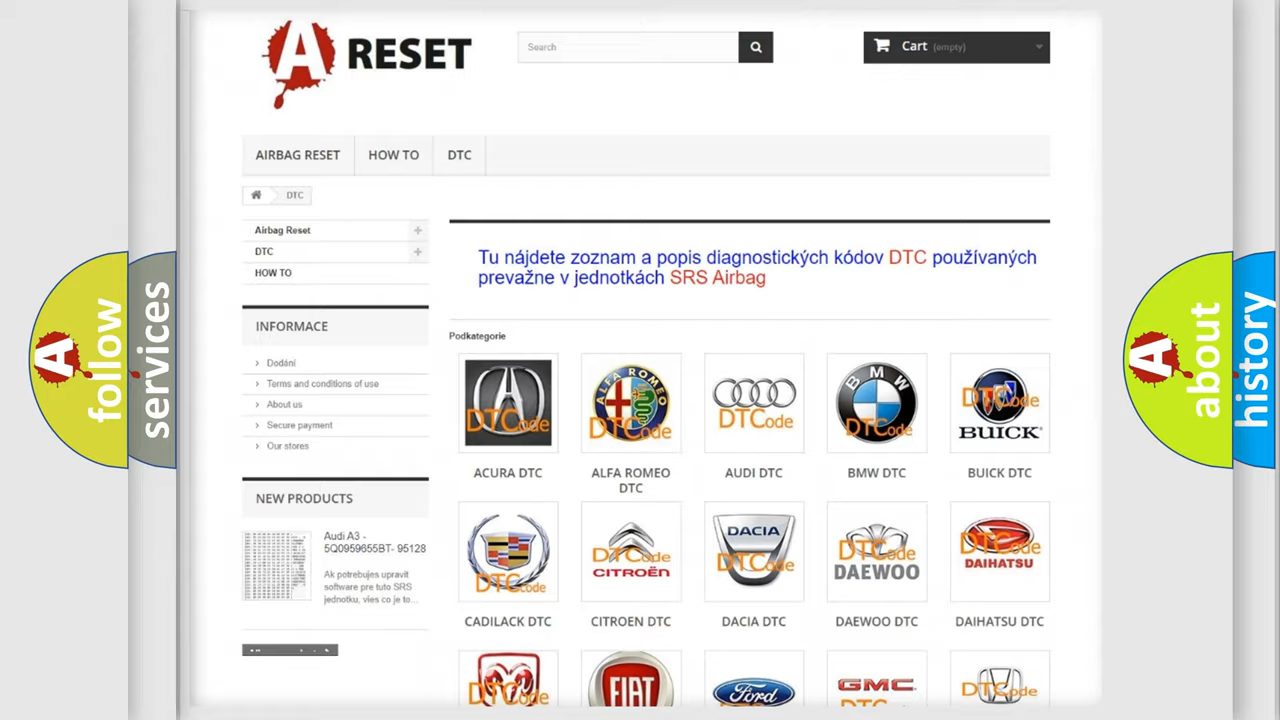 A RESET
Search
Cart (empty)
AIRBAG RESET
HOW TO
DTC
DTC
Airbag Reset
DTC
HOW TO
Tu nájdete zoznam a popis diagnostických kódov DTC používaných
prevažne v jednotkách SRS Airbag
INFORMACE
Podkategorie
Dodání
Terms and conditions of use
About us
Secure payment
Our stores
DTCode
ALFA ROMEO
DTCode
DTCode
BMW
DTCode
DTCode
BUICK
ACURA DTC
ALFA ROMEO
DTC
AUDI DTC
BMW DTC
BUICK DTC
NEW PRODUCTS
Audi A3 -
5Q0959655BT- 95128
Ak potrebujes upravit
software pre tuto SRS
jednotku, vies co je to...
DTCode
DTCode
CITROËN
DACIA
DTCode
DTCode
DAEWOO
DTCode
DAIHATSU
CADILACK DTC
CITROEN DTC
DACIA DTC
DAEWOO DTC
DAIHATSU DTC
DTCode
FIAT
Ford
DTCode
GMC
DTCode
A follow
services
A about
history